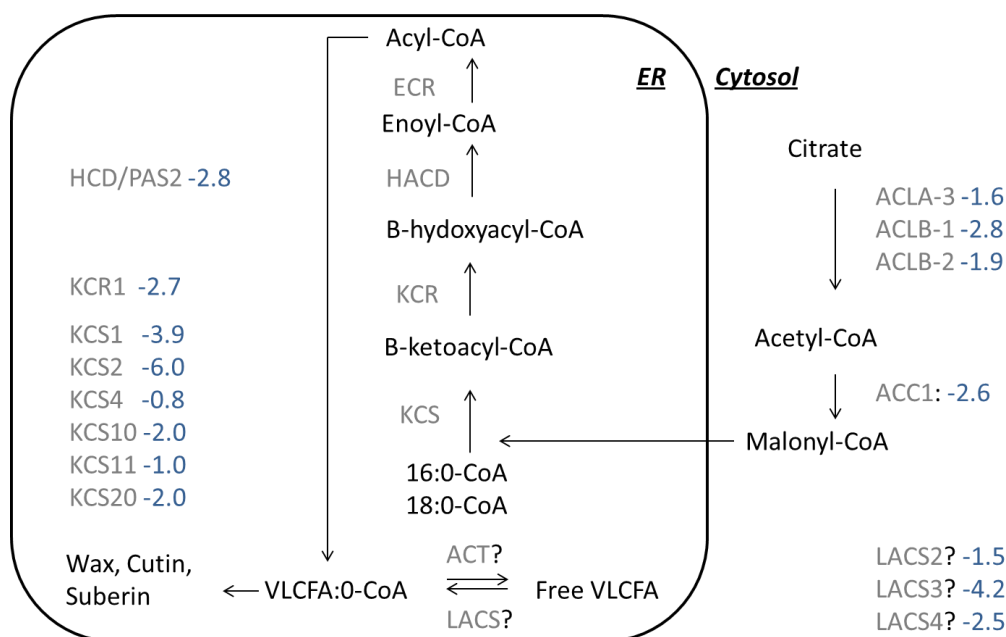 Acyl-CoA
ER Cytosol
ECR
Enoyl-CoA
Citrate
HCD/PAS2 -2.8
HACD
ACLA-3 -1.6
ACLB-1 -2.8
ACLB-2 -1.9
B-hydoxyacyl-CoA
KCR1 -2.7
KCR
KCS1 -3.9
KCS2 -6.0
KCS4 -0.8
KCS10 -2.0
KCS11 -1.0
KCS20 -2.0
B-ketoacyl-CoA
Acetyl-CoA
KCS
ACC1: -2.6
Malonyl-CoA
16:0-CoA
18:0-CoA
Wax, Cutin,
Suberin
VLCFA:0-CoA
ACT?
LACS?
Free VLCFA
LACS2? -1.5
LACS3? -4.2
LACS4? -2.5